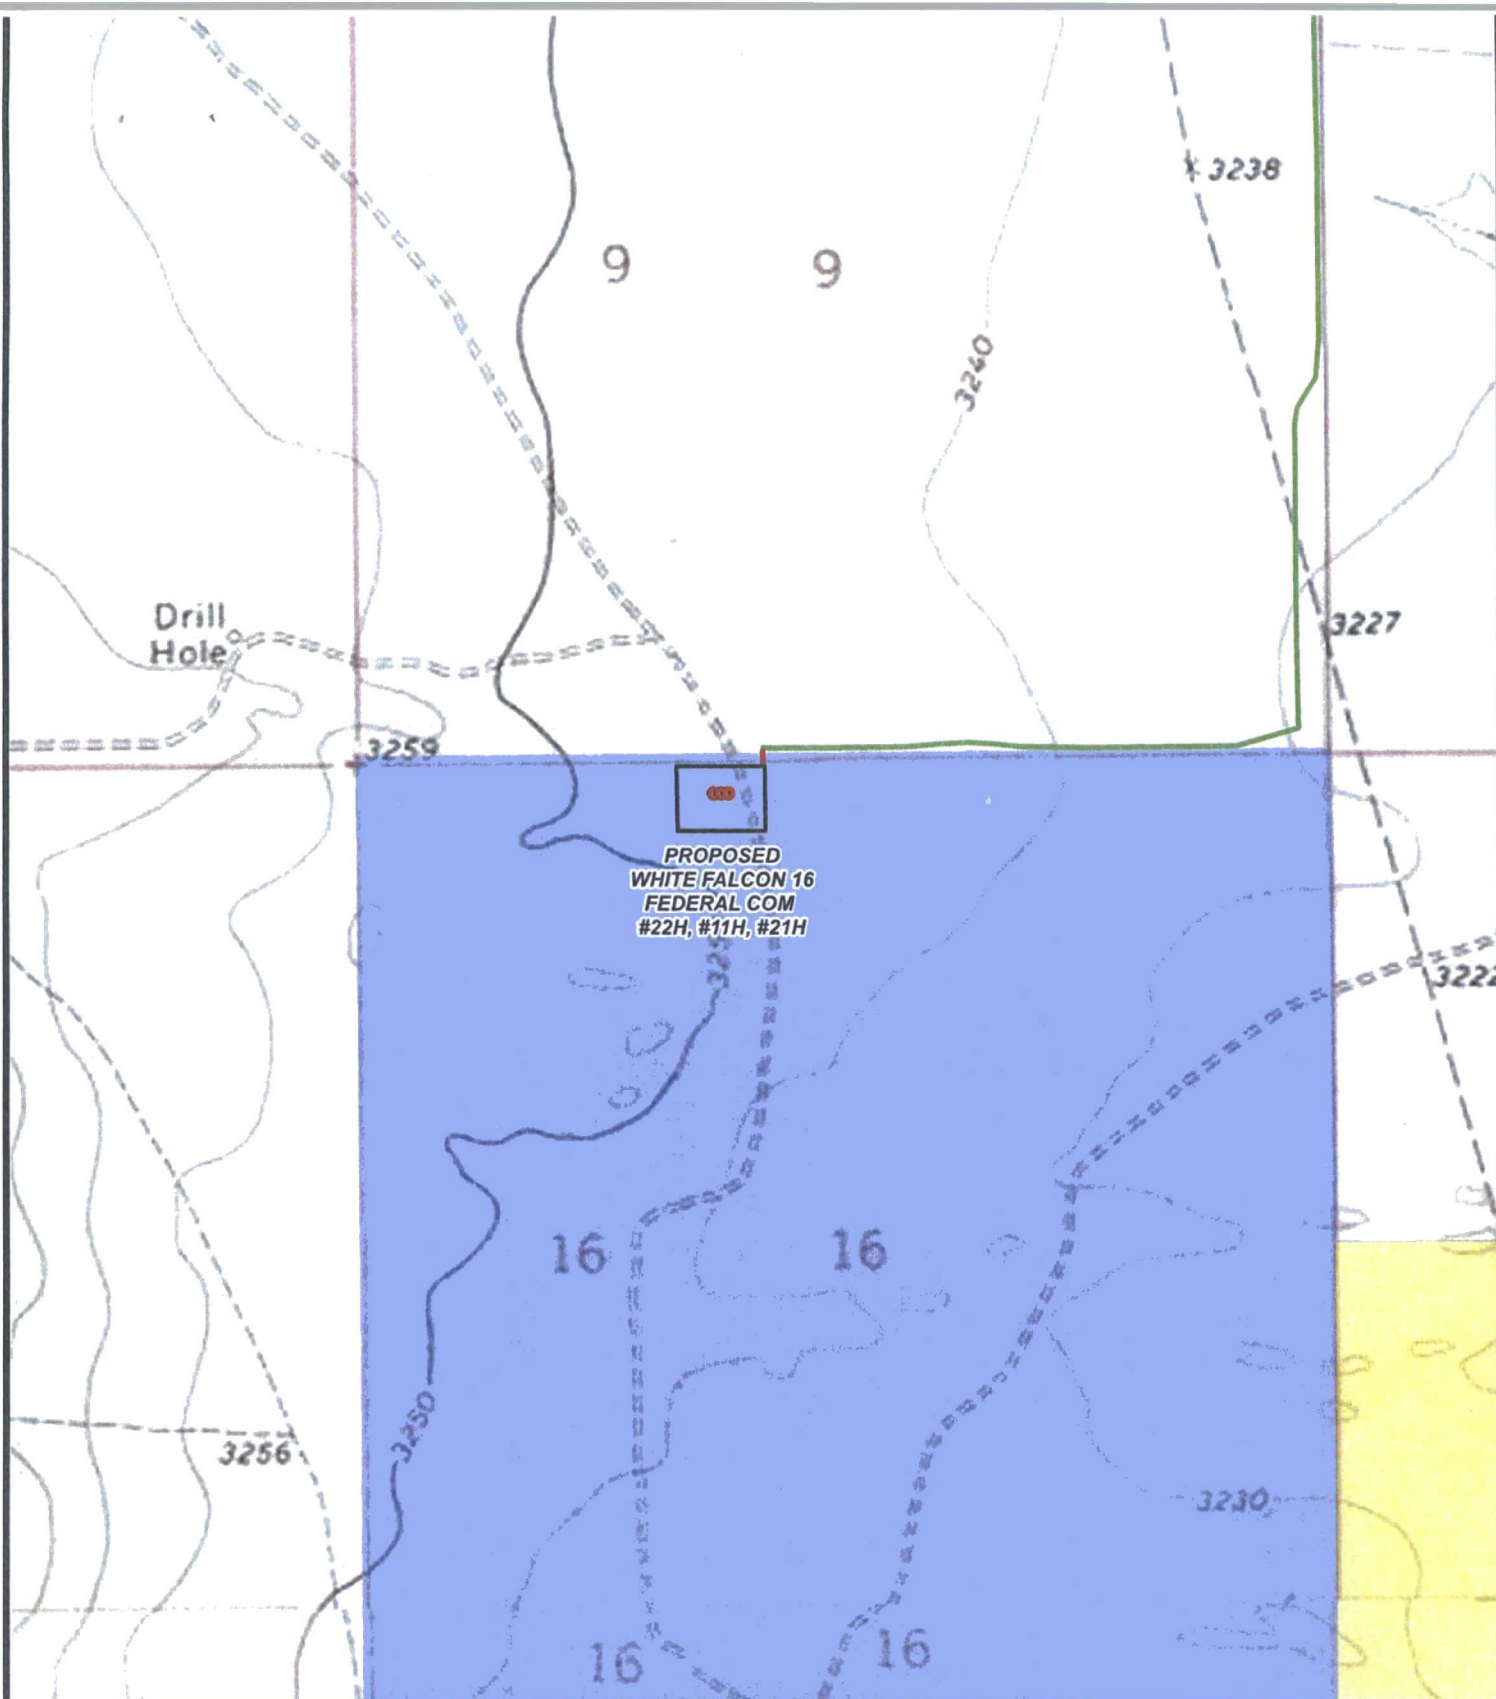 3238
9
9
3240
Drill
Hole
3227
3259
PROPOSED
WHITE FALCON 16
FEDERAL COM
#22H, #11H, #21H
3222
16
16
3250
3256
3230
16
16